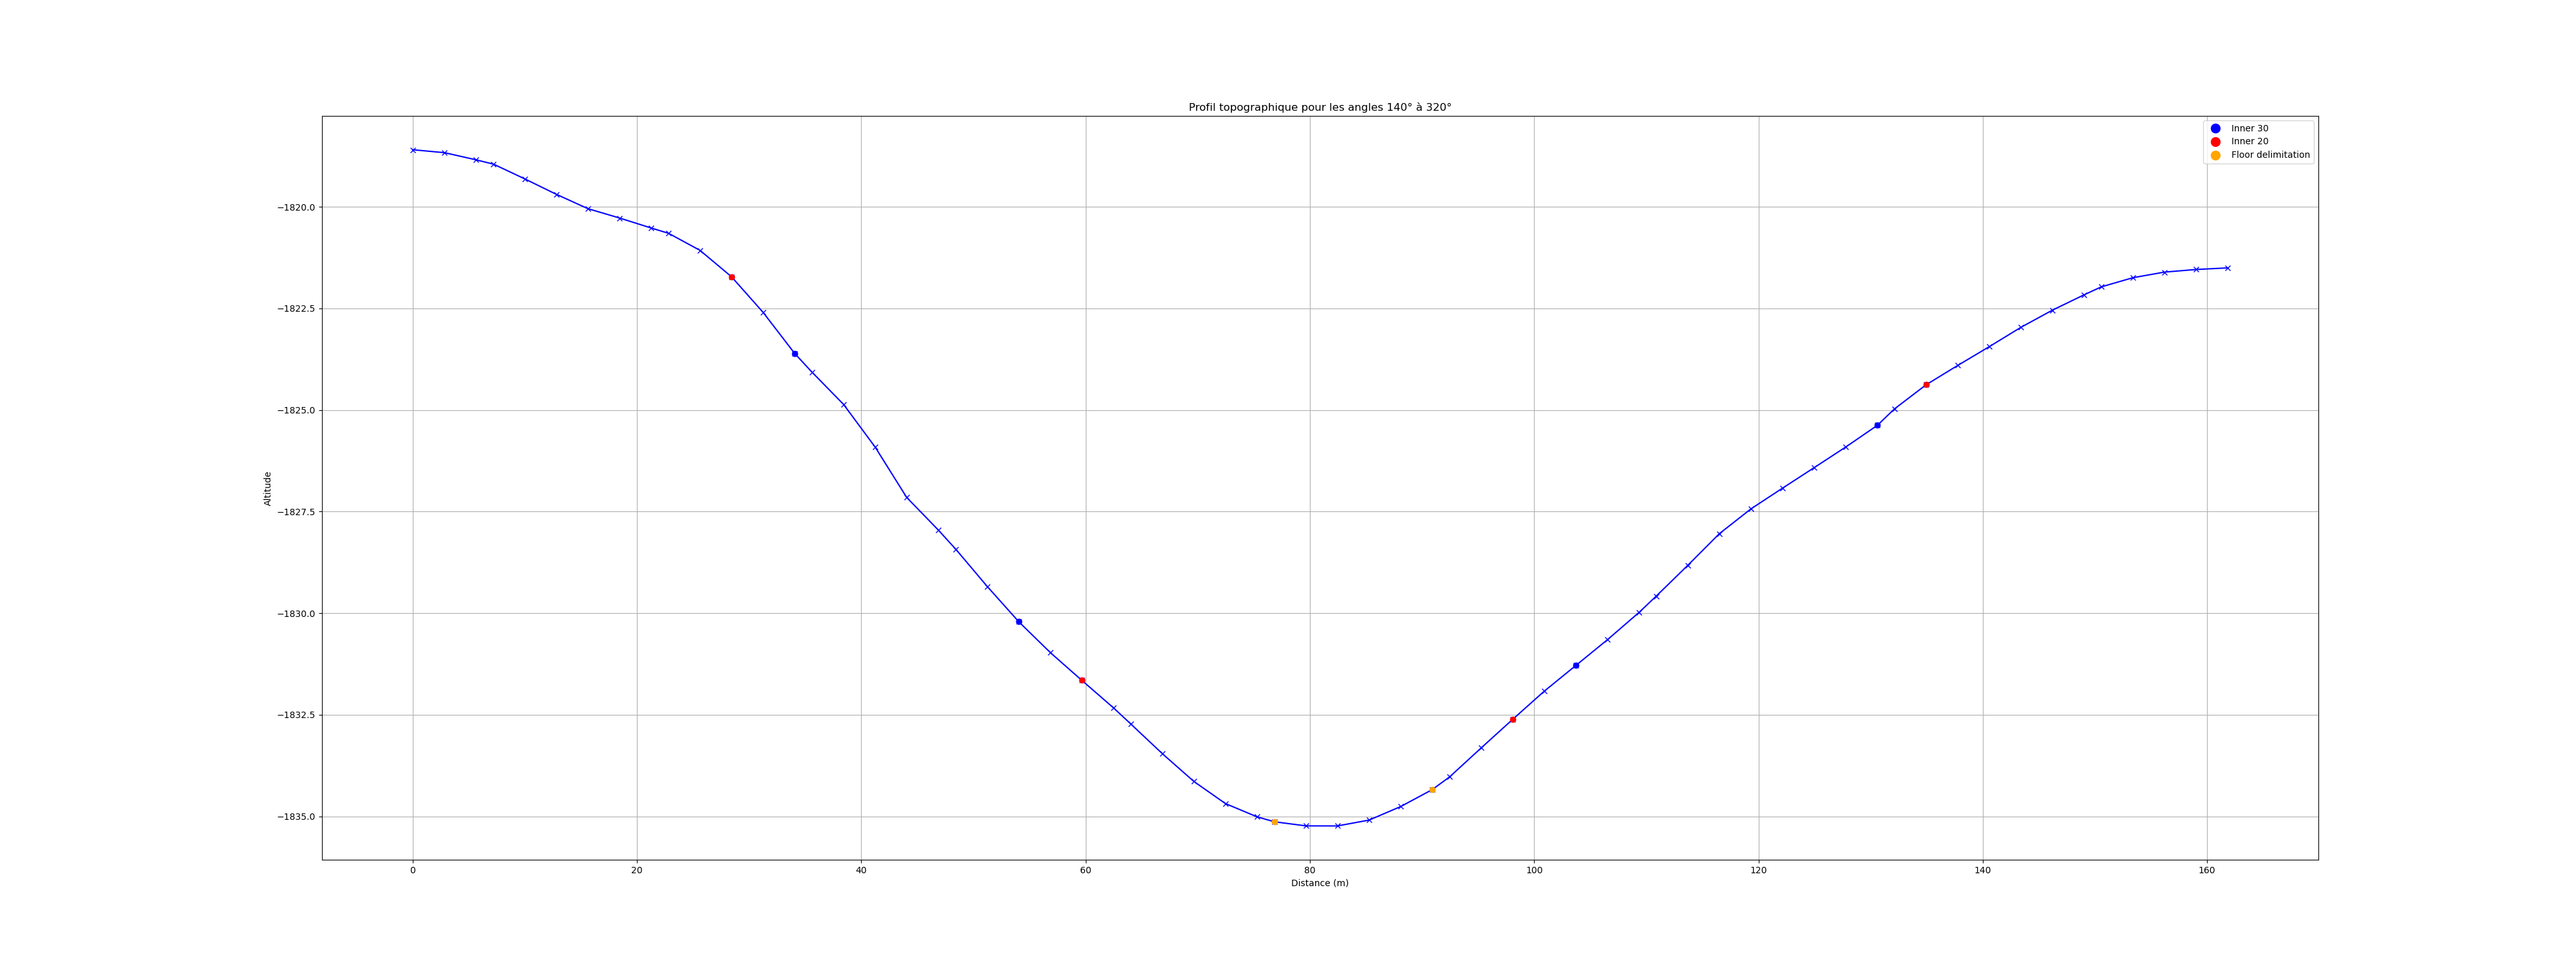 Profil topographique pour les angles 140° à 320°
Inner 30
Inner 20
Floor delimitation
Altitude
−1820.0
−1822.5
−1825.0
−1827.5
−1830.0
−1832.5
−1835.0
0 20 40 60 80 100 120 140 160
Distance (m)